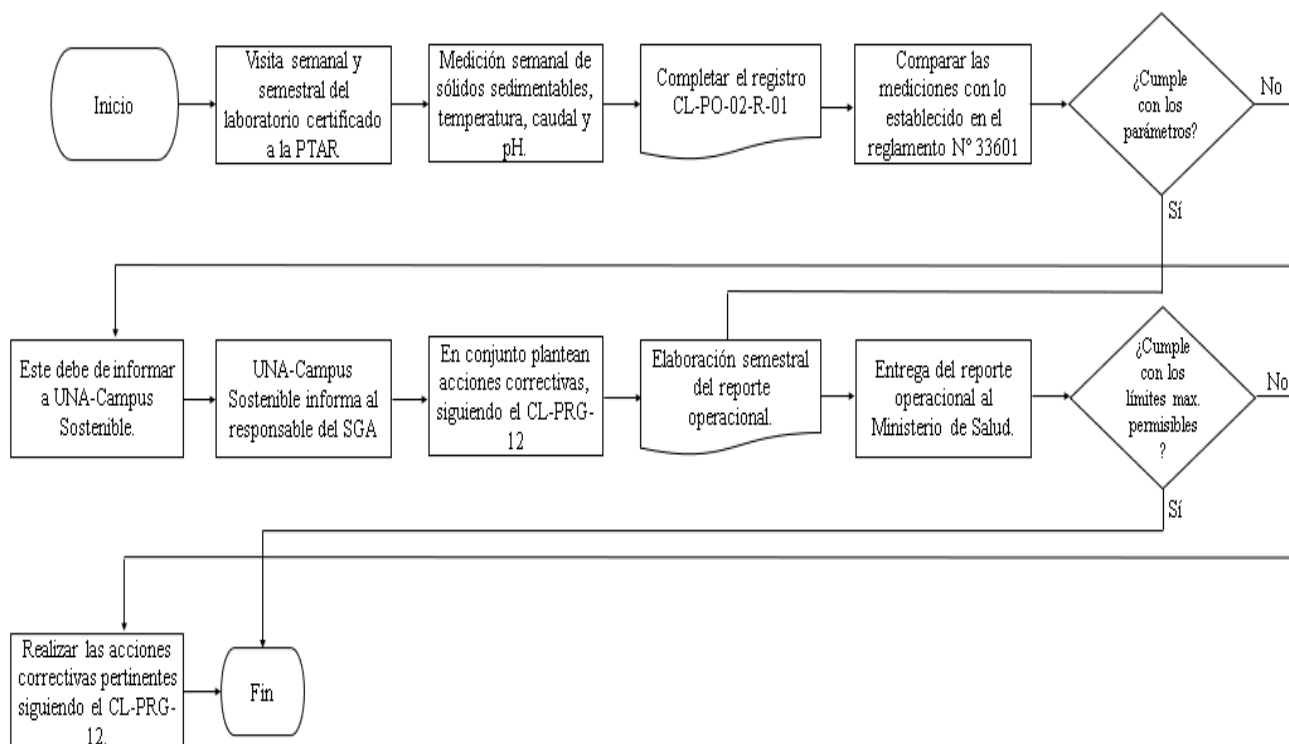 Inicio
Visita semanal y
semestral del
laboratorio certificado
a la PTAR
Medición semanal de
sólidos sedimentables,
temperatura, caudal y
pH.
Completar el registro
CL-PO-02-R-01
Comparar las
mediciones con lo
establecido en el
reglamento N° 33601
¿Cumple
con los
parámetros?
No
Sí
Este debe de informar
a UNA-Campus
Sostenible.
UNA-Campus
Sostenible informa al
responsable del SGA
En conjunto plantean
acciones correctivas,
siguiendo el CL-PRG-
12
Elaboración semestral
del reporte
operacional.
Entrega del reporte
operacional al
Ministerio de Salud.
¿Cumple
con los
límites max.
permisibles
?
No
Sí
Realizar las acciones
correctivas pertinentes
siguiendo el CL-PRG-
12.
Fin